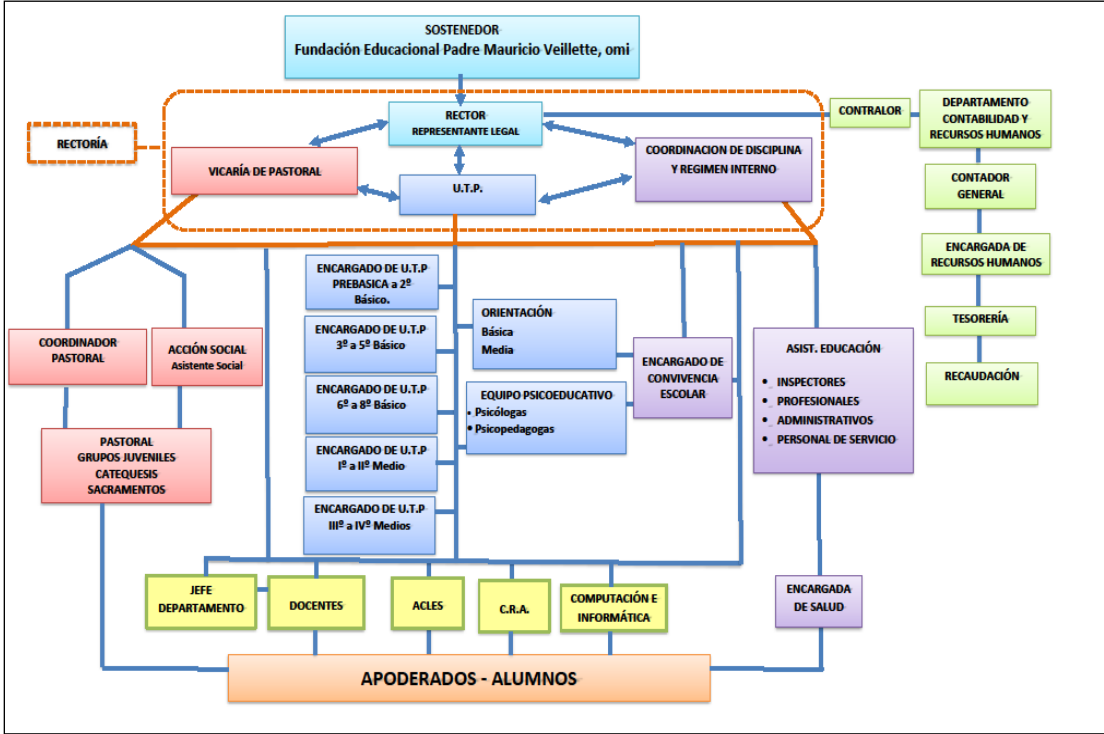 SOSTENEDOR
Fundación Educacional Padre Mauricio Veillette, omi
RECTOR
REPRESENTANTE LEGAL
CONTRALOR
DEPARTAMENTO
CONTABILIDAD Y
RECURSOS HUMANOS
RECTORÍA
VICARÍA DE PASTORAL
U.T.P.
COORDINACION DE DISCIPLINA
Y REGIMEN INTERNO
CONTADOR
GENERAL
ENCARGADA DE
RECURSOS HUMANOS
TESORERÍA
RECAUDACIÓN
COORDINADOR
PASTORAL
ACCIÓN SOCIAL
Asistente Social
PASTORAL
GRUPOS JUVENILES
CATEQUESIS
SACRAMENTOS
ENCARGADO DE U.T.P
PREBASICA a 2º
Básico.
ENCARGADO DE U.T.P
3º a 5º Básico
ENCARGADO DE U.T.P
6º a 8º Básico
ENCARGADO DE U.T.P
Iº a IIº Medio
ENCARGADO DE U.T.P
IIIº a IVº Medios
ORIENTACIÓN
Básica
Media
EQUIPO PSICOEDUCATIVO
• Psicólogas
• Psicopedagogas
ENCARGADO DE
CONVIVENCIA
ESCOLAR
ASIST. EDUCACIÓN
• INSPECTORES
• PROFESIONALES
• ADMINISTRATIVOS
• PERSONAL DE SERVICIO
JEFE
DEPARTAMENTO
DOCENTES
ACLES
C.R.A.
COMPUTACIÓN E
INFORMÁTICA
ENCARGADA
DE SALUD
APODERADOS - ALUMNOS